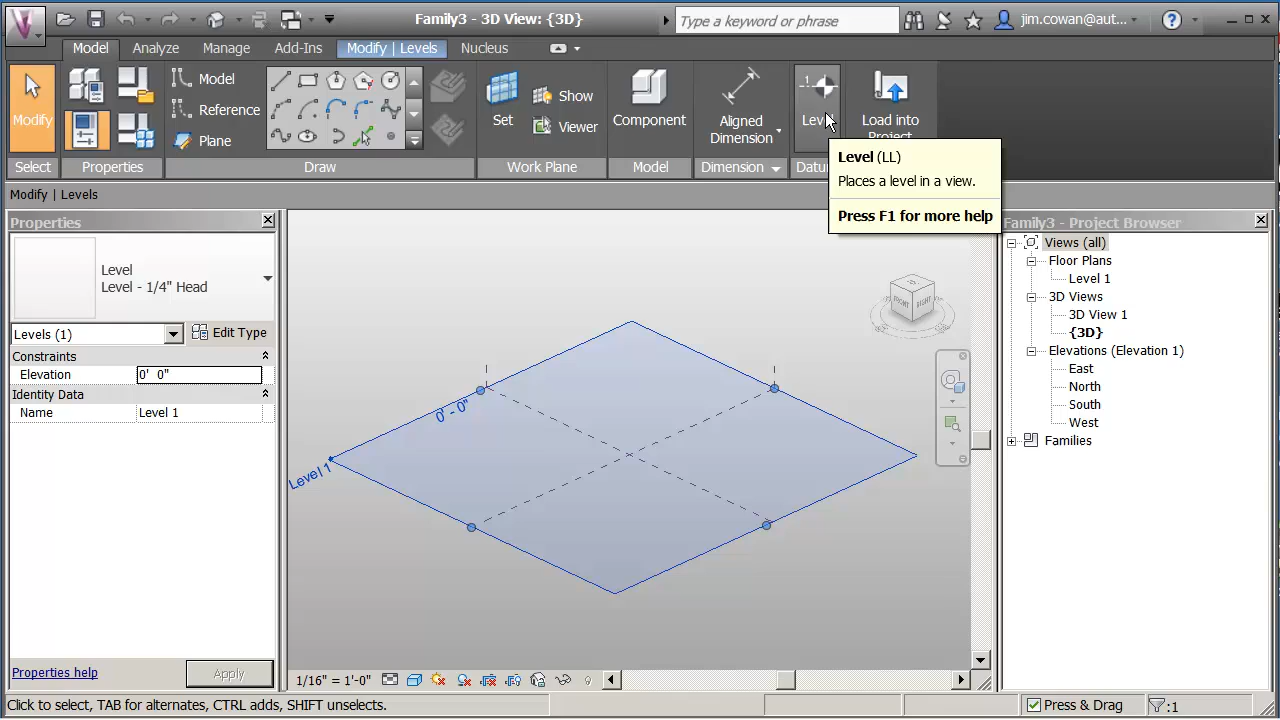 Family3 - 3D View: {3D}
Type a keyword or phrase
jim.cowan@aut...
Model
Analyze
Manage
Add-Ins
Modify | Levels
Nucleus
Modify
Model
Reference
Plane
Set
Show
Viewer
Component
Aligned
Dimension
Load into
Select
Properties
Draw
Work Plane
Model
Dimension
Level (LL)
Places a level in a view.
Press F1 for more help
Modify | Levels
Properties
Level
Level - 1/4" Head
Levels (1)
Edit Type
Constraints
Elevation
0'  0"
Identity Data
Name
Level 1
Properties help
Apply
0' - 0"
Level 1
RIGHT
1/16" = 1'-0"
Family3 - Project Browser
Views (all)
Floor Plans
Level 1
3D Views
3D View 1
{3D}
Elevations (Elevation 1)
East
North
South
West
Families
Click to select, TAB for alternates, CTRL adds, SHIFT unselects.
Press & Drag
:1